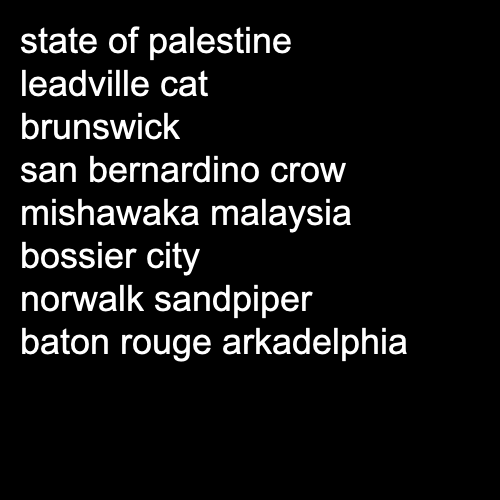 state of palestine
leadville cat
brunswick
san bernardino crow
mishawaka malaysia
bossier city
norwalk sandpiper
baton rouge arkadelphia